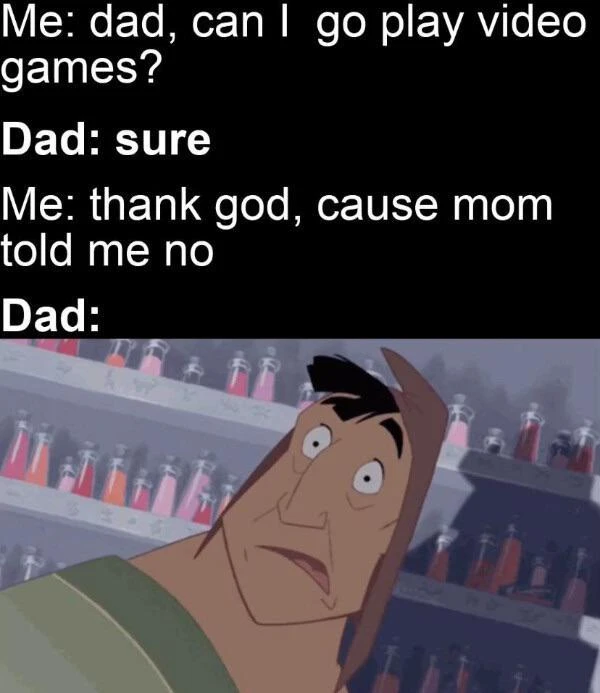 Me: dad, can I  go play video
games?
Dad: sure
Me: thank god, cause mom
told me no
Dad: